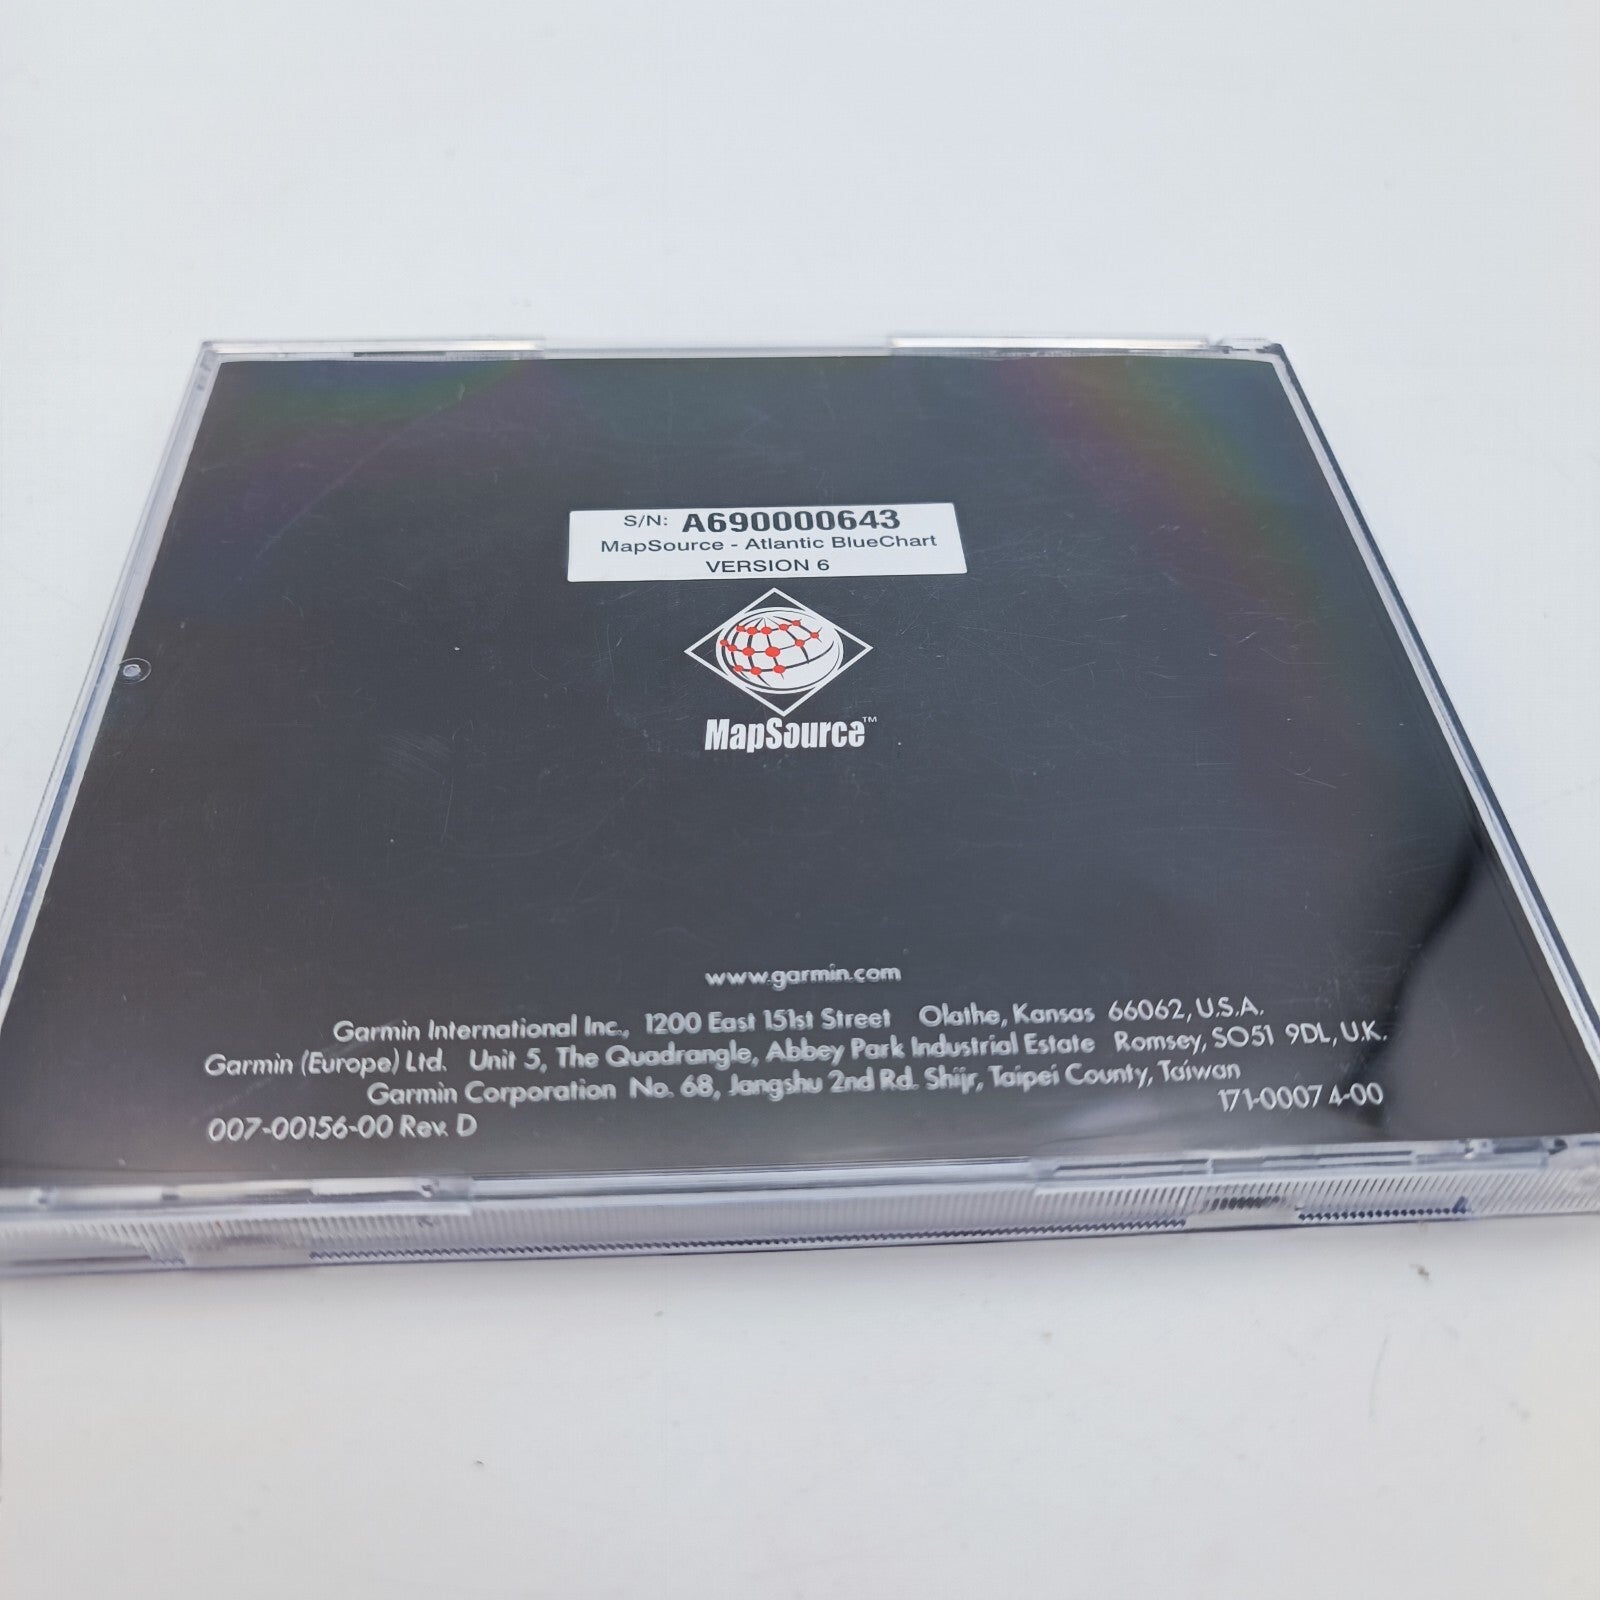 S/N: A690000643
MapSource - Atlantic BlueChart
VERSION 6
MapSource™
www.garmin.com
Garmin International Inc., 1200 East 151st Street Olathe, Kansas 66062, U.S.A.
Garmin (Europe) Ltd. Unit 5, The Quadrangle, Abbey Park Industrial Estate Romsey, SO51 9DL, U.K.
Garmin Corporation No. 68, Jangshu 2nd Rd. Shijr, Taipei County, Taiwan
007-00156-00 Rev. D
171-00074-00